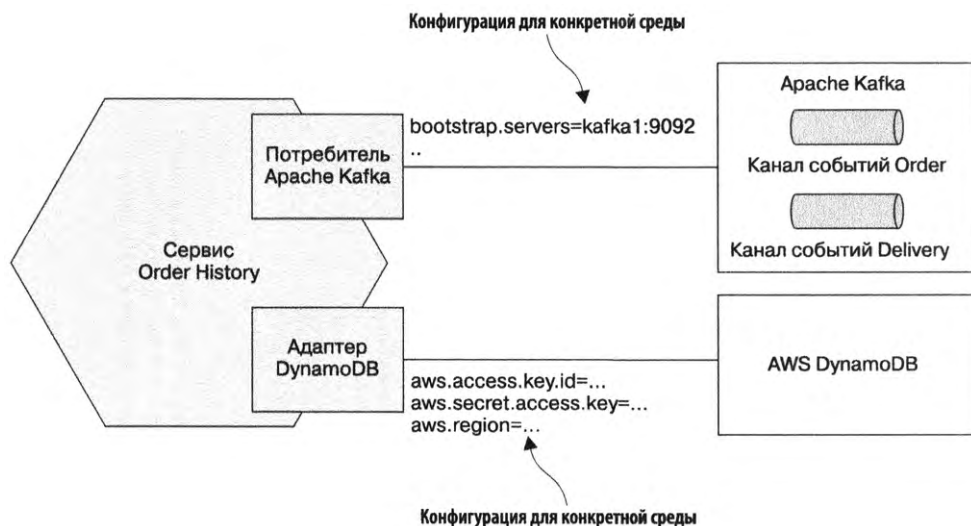 Конфигурация для конкретной среды
Apache Kafka
bootstrap.servers=kafka1:9092
..
Потребитель
Apache Kafka
Канал событий Order
Канал событий Delivery
Сервис
Order History
Адаптер
DynamoDB
AWS DynamoDB
aws.access.key.id=...
aws.secret.access.key=...
aws.region=...
Конфигурация для конкретной среды